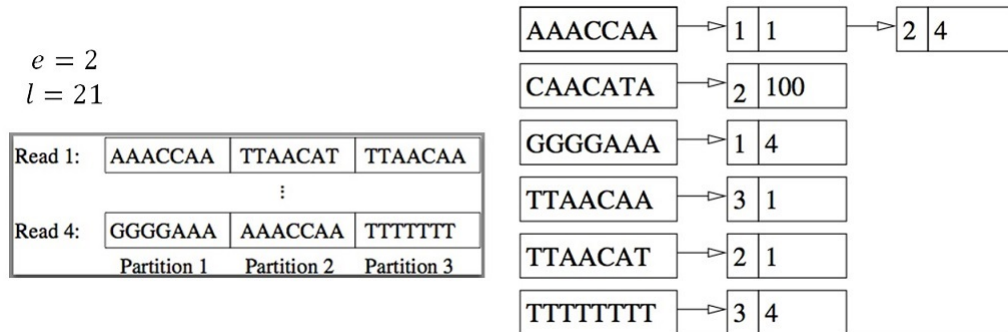 e = 2
l = 21
Read 1: AAACCAA TTAACAT TTAACAA
⋮
Read 4: GGGGAAA AAACCAA TTTTTTT
Partition 1 Partition 2 Partition 3
AAACCAA 1 1 2 4
CAACATA 2 100
GGGGAAA 1 4
TTAACAA 3 1
TTAACAT 2 1
TTTTTTTT 3 4